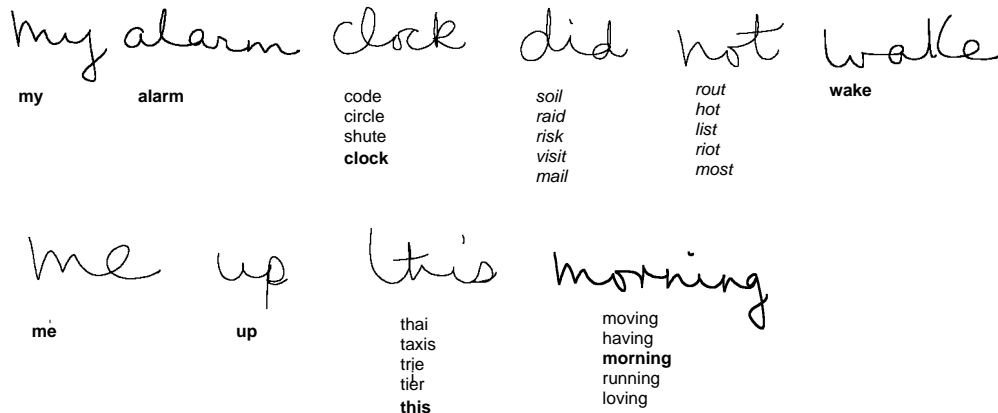 my alarm clock did not wake
my alarm code soil rout wake
circle raid hot
shute risk list
clock visit riot
mail most
me up this morning
me up thai moving
taxis having
trie morning
tier running
this loving